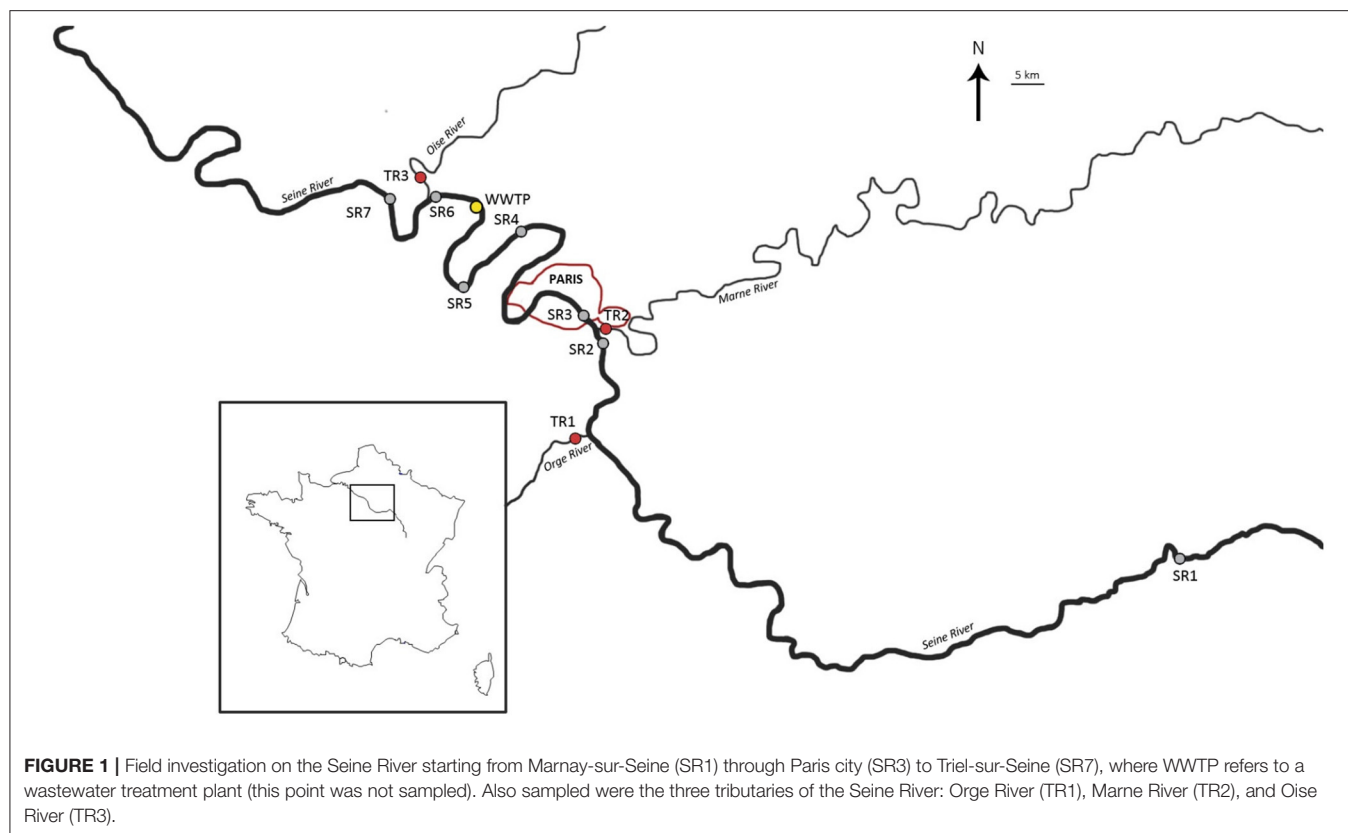 N
5 km
Oise River
TR3
WWTP
Seine River
SR7
SR6
SR4
PARIS
SR5
Marne River
SR3
TR2
SR2
TR1
Orge River
SR1
Seine River
FIGURE 1 | Field investigation on the Seine River starting from Marnay-sur-Seine (SR1) through Paris city (SR3) to Triel-sur-Seine (SR7), where WWTP refers to a
wastewater treatment plant (this point was not sampled). Also sampled were the three tributaries of the Seine River: Orge River (TR1), Marne River (TR2), and Oise
River (TR3).